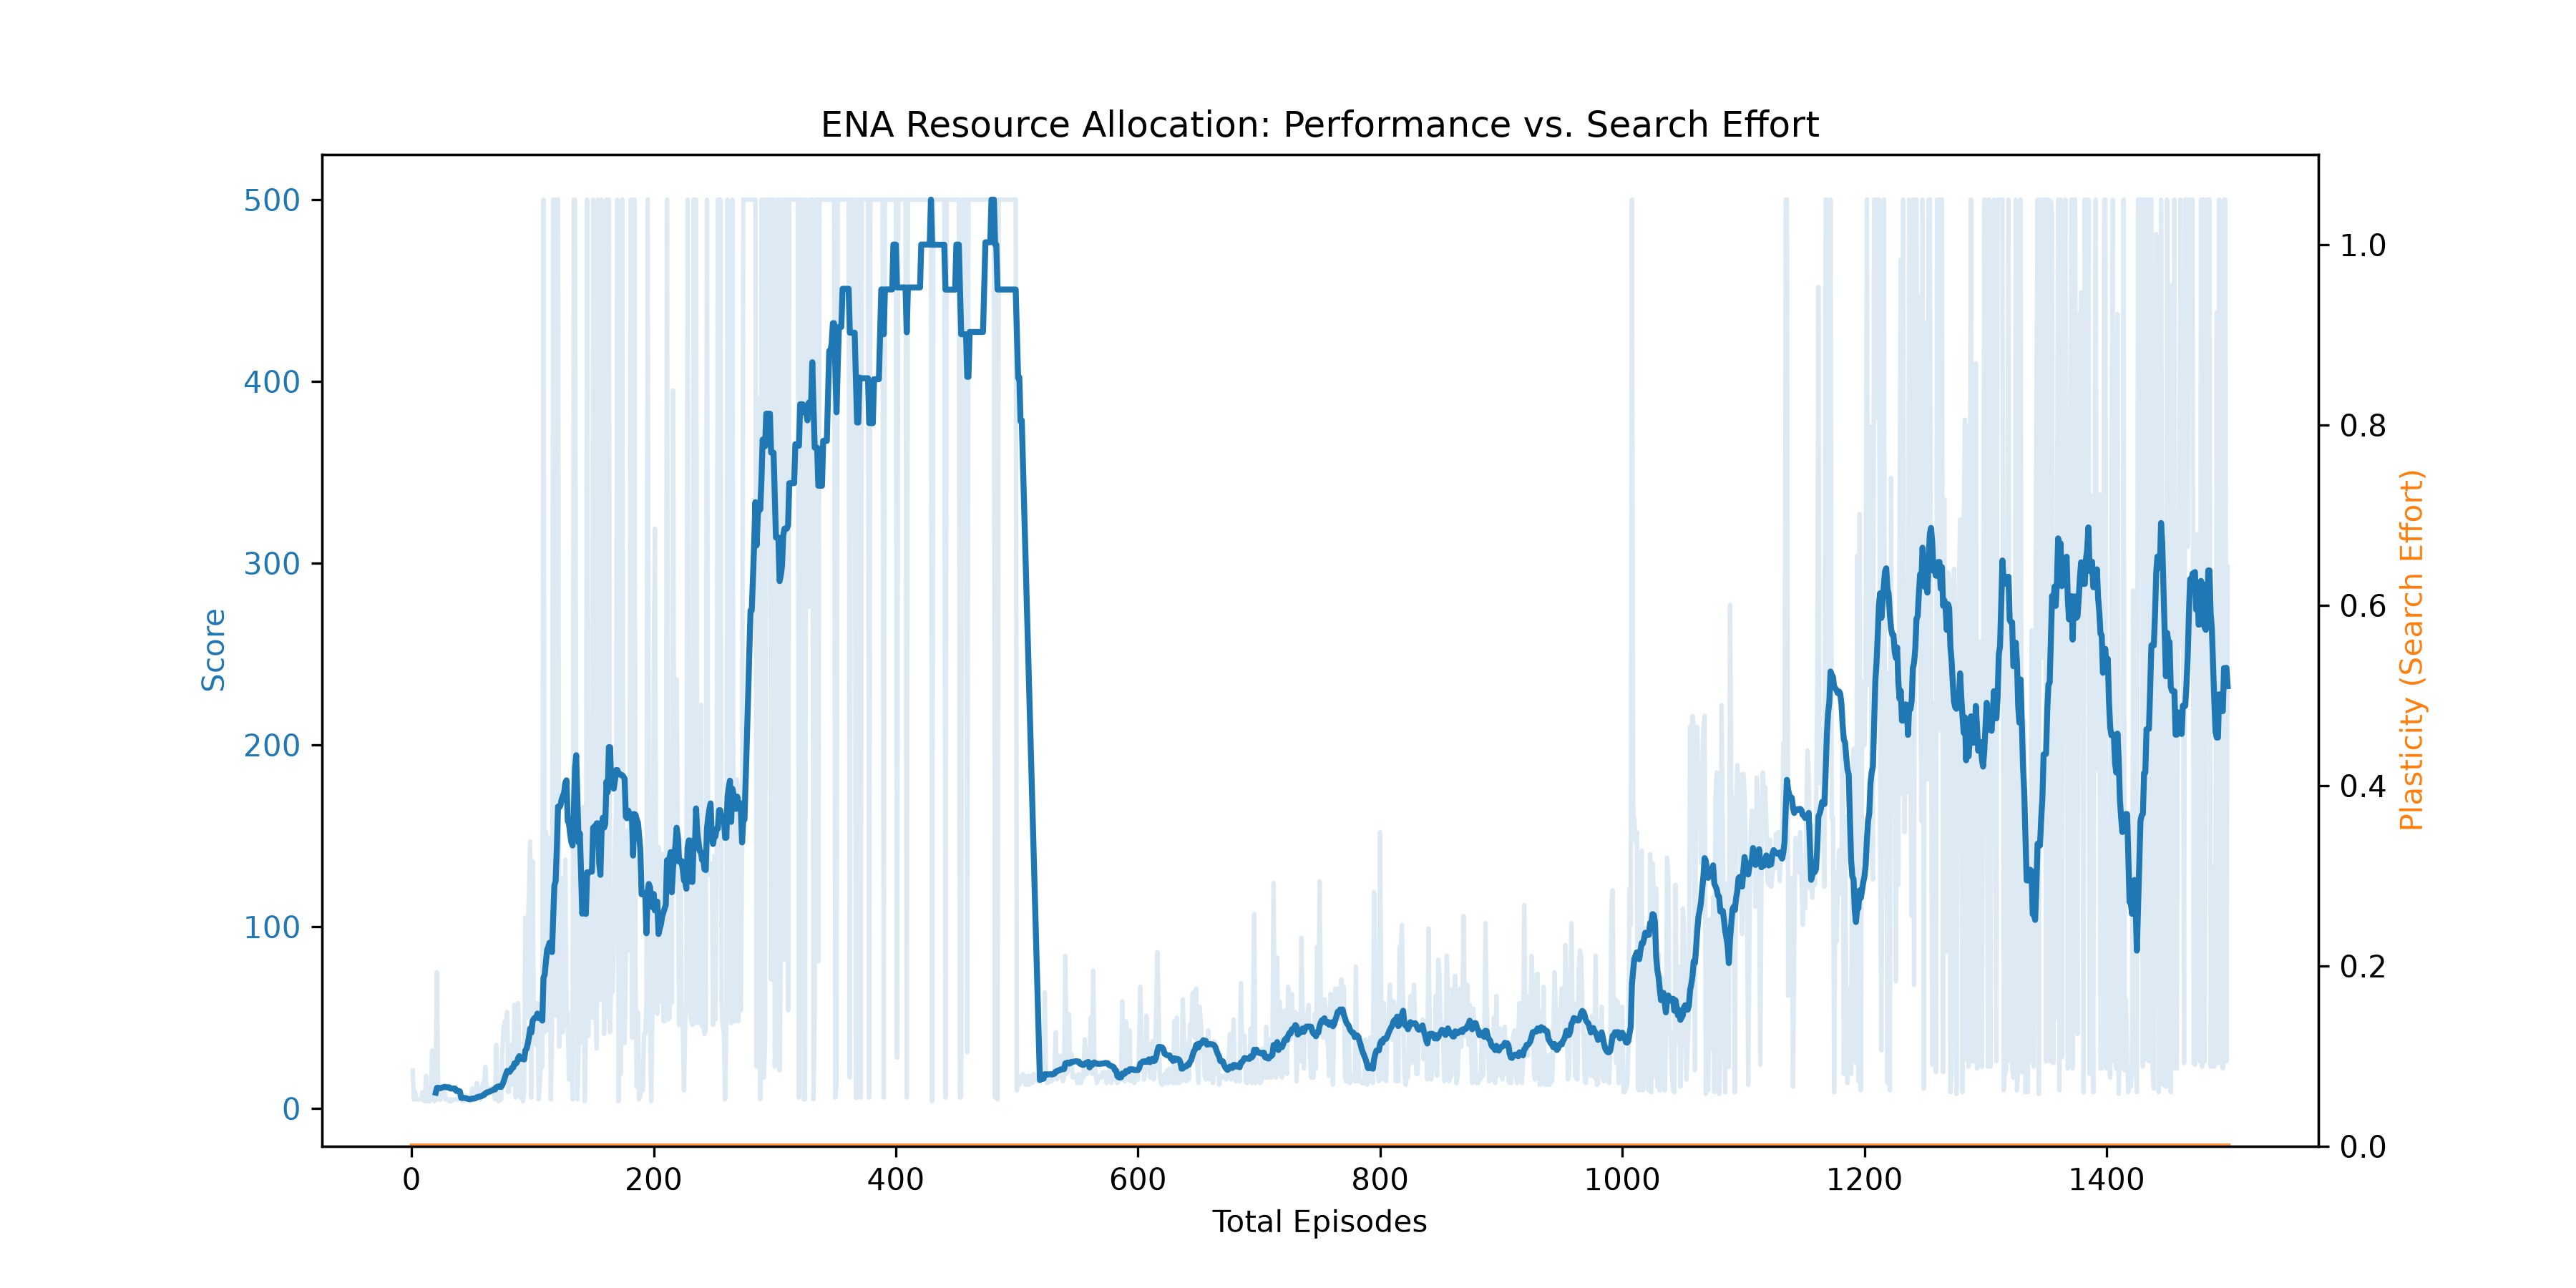 ENA Resource Allocation: Performance vs. Search Effort
500
400
300
200
100
0
Score
1.0
0.8
0.6
0.4
0.2
0.0
Plasticity (Search Effort)
0 200 400 600 800 1000 1200 1400
Total Episodes